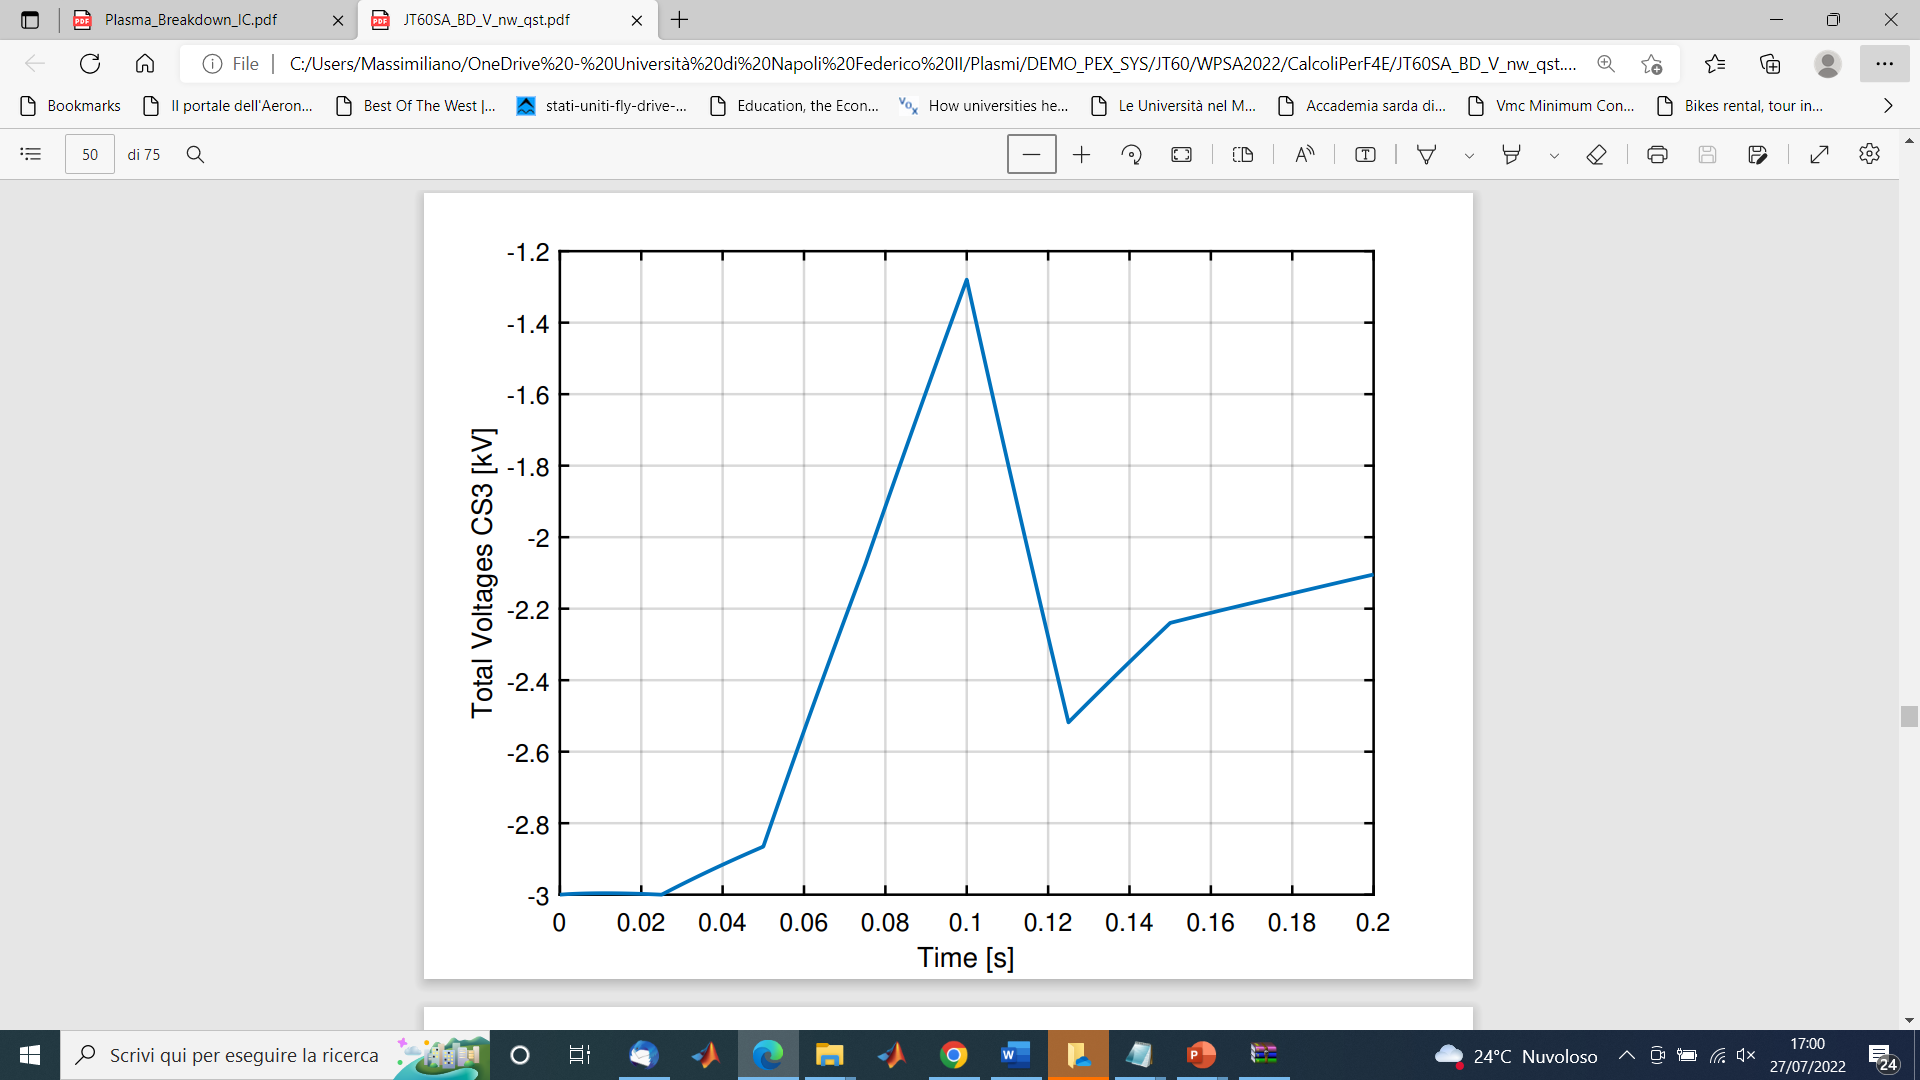 Plasma_Breakdown_IC.pdf
JT60SA_BD_V_nw_qst.pdf
File
C:/Users/Massimiliano/OneDrive%20-%20Università%20di%20Napoli%20Federico%20II/Plasmi/DEMO_PEX_SYS/JT60/WPSA2022/CalcoliPerF4E/JT60SA_BD_V_nw_qst....
Bookmarks
Il portale dell'Aeron...
Best Of The West |...
stati-uniti-fly-drive-...
Education, the Econ...
How universities he...
Le Università nel M...
Accademia sarda di...
Vmc Minimum Con...
Bikes rental, tour in...
50 di 75
-1.2
-1.4
-1.6
-1.8
-2
-2.2
-2.4
-2.6
-2.8
-3
Total Voltages CS3 [kV]
0 0.02 0.04 0.06 0.08 0.1 0.12 0.14 0.16 0.18 0.2
Time [s]
Scrivi qui per eseguire la ricerca
24°C Nuvoloso
17:00
27/07/2022
24